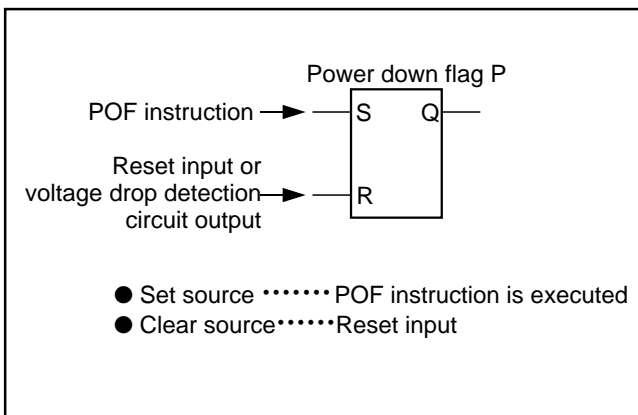 Power down flag P
POF instruction
S
Q
Reset input or
voltage drop detection
circuit output
R
● Set source ······· POF instruction is executed
● Clear source ······ Reset input